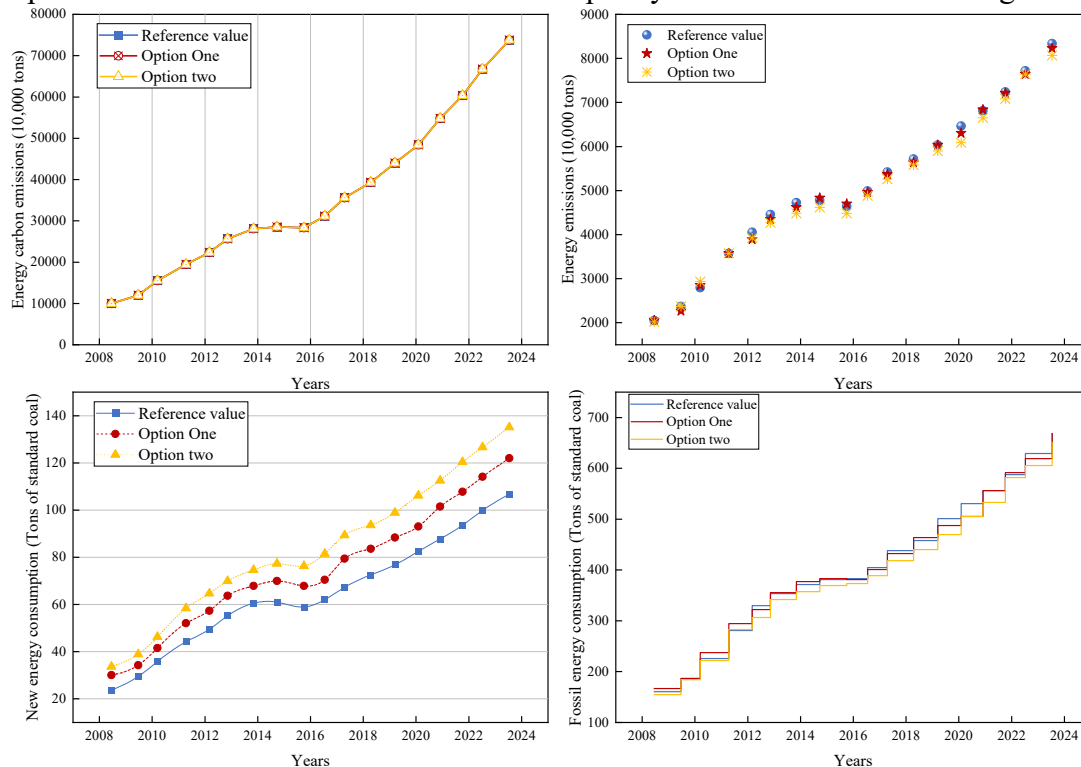 80000
70000
60000
50000
40000
30000
20000
10000
0
Energy carbon emissions (10,000 tons)
Reference value
Option One
Option two
2008 2010 2012 2014 2016 2018 2020 2022 2024
Years
9000
8000
7000
6000
5000
4000
3000
2000
Energy emissions (10,000 tons)
Reference value
Option One
Option two
2008 2010 2012 2014 2016 2018 2020 2022 2024
Years
140
120
100
80
60
40
20
New energy consumption (Tons of standard coal)
Reference value
Option One
Option two
2008 2010 2012 2014 2016 2018 2020 2022 2024
Years
700
600
500
400
300
200
100
Fossil energy consumption (Tons of standard coal)
Reference value
Option One
Option two
2008 2010 2012 2014 2016 2018 2020 2022 2024
Years